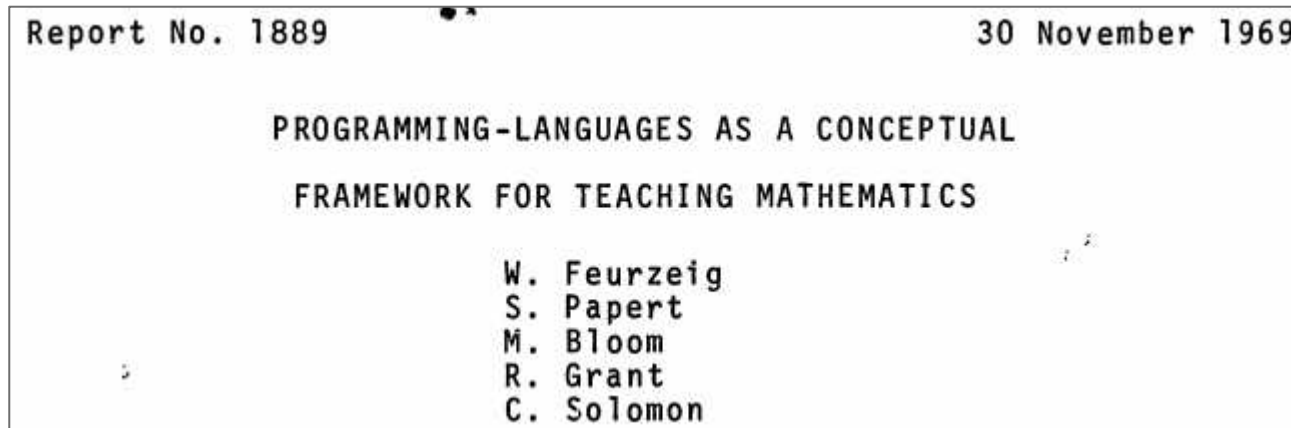 Report No. 1889 30 November 1969
PROGRAMMING-LANGUAGES AS A CONCEPTUAL
FRAMEWORK FOR TEACHING MATHEMATICS
W. Feurzeig
S. Papert
M. Bloom
R. Grant
C. Solomon